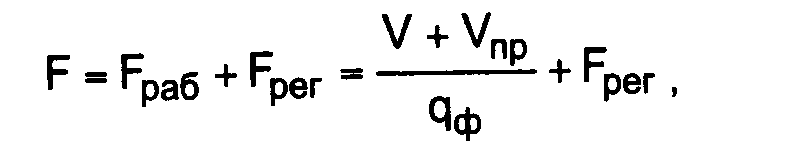 F = Fраб + Fрег = (V + Vпр) / qф + Fрег ,